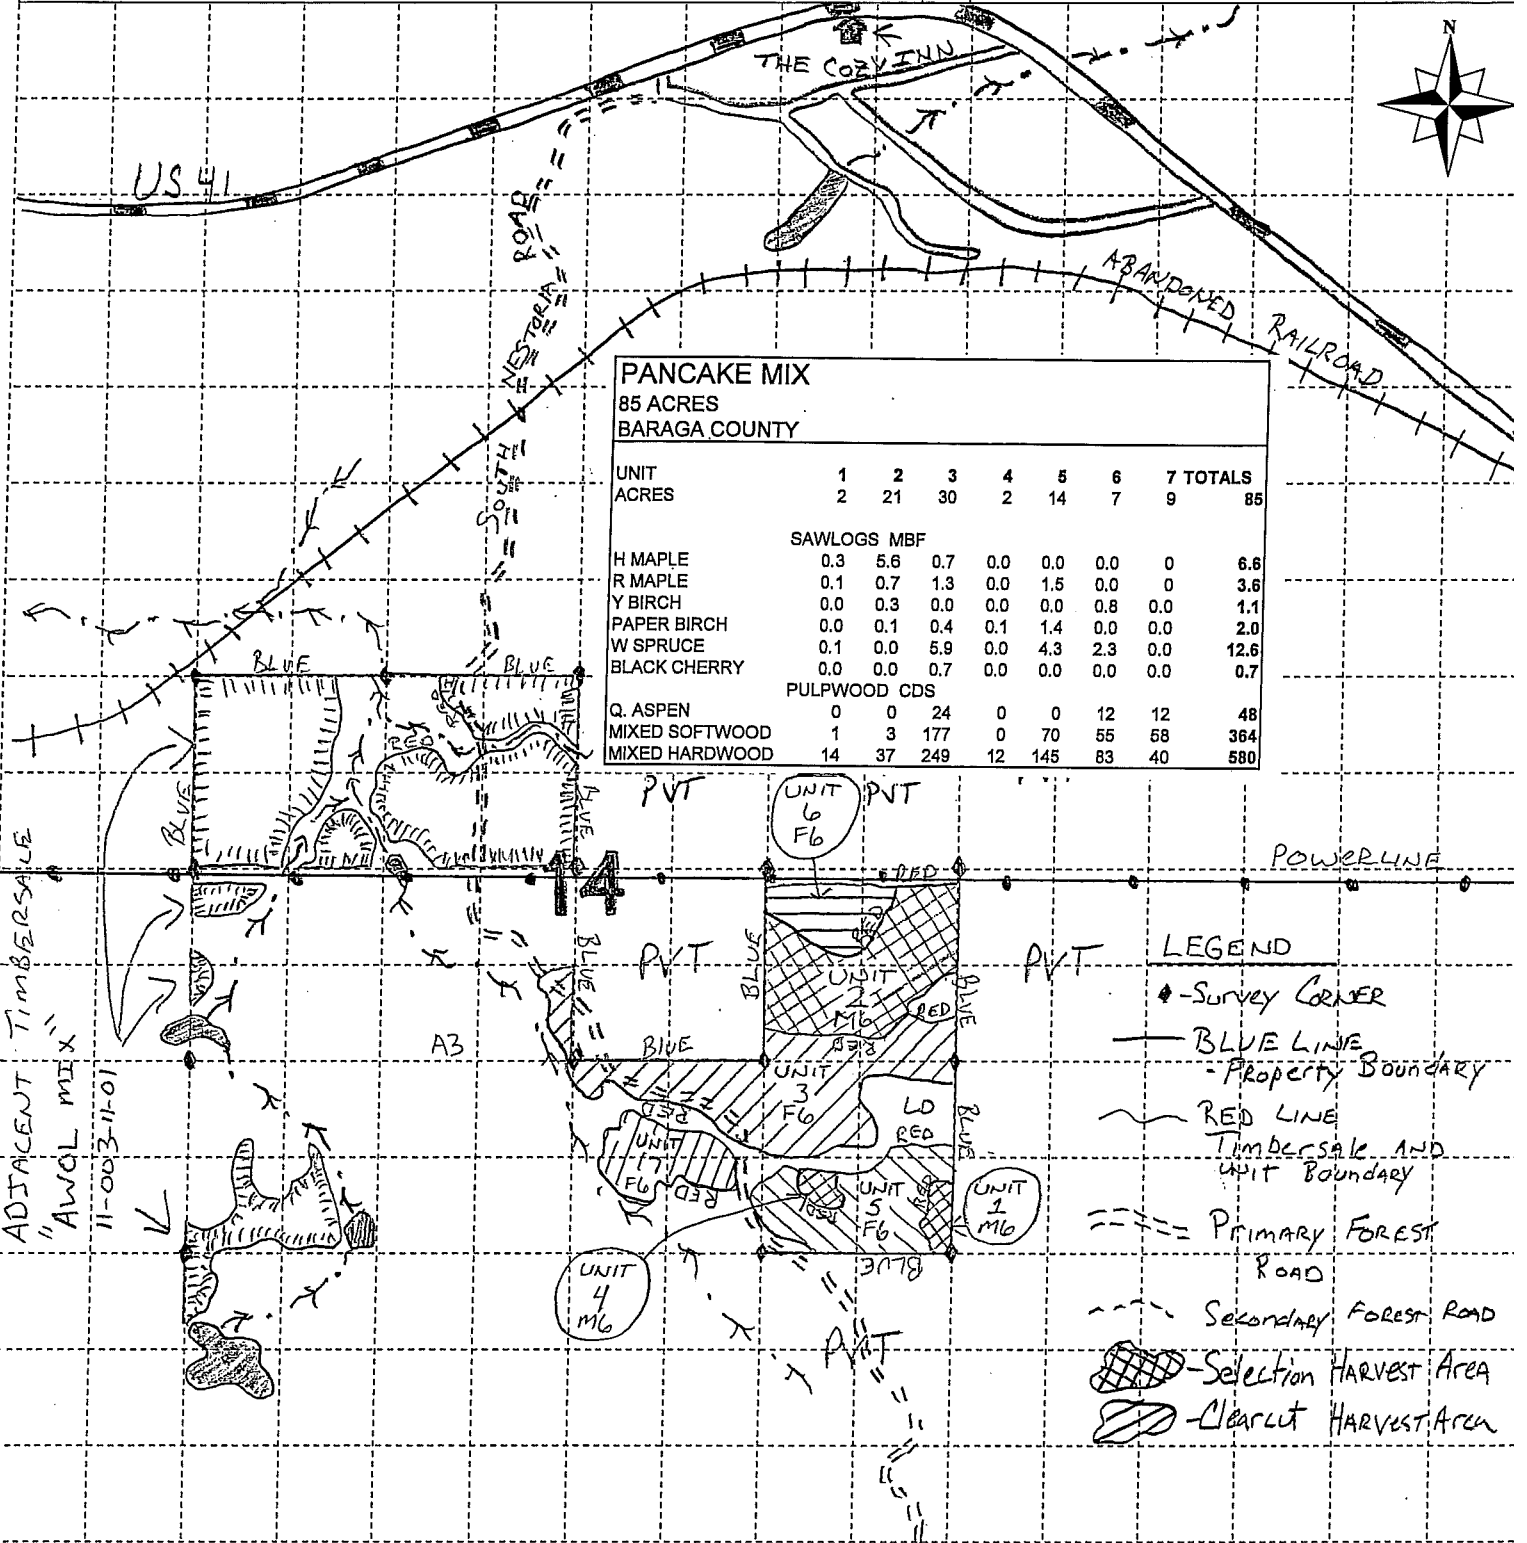 N
THE COZY INN
US 41
SOUTH NESTORIA ROAD
ABANDONED RAILROAD
PANCAKE MIX
85 ACRES
BARAGA COUNTY
UNIT 1 2 3 4 5 6 7 TOTALS
ACRES 2 21 30 2 14 7 9 85
SAWLOGS MBF
H MAPLE 0.3 5.6 0.7 0.0 0.0 0.0 0 6.6
R MAPLE 0.1 0.7 1.3 0.0 1.5 0.0 0 3.6
Y BIRCH 0.0 0.3 0.0 0.0 0.0 0.8 0.0 1.1
PAPER BIRCH 0.0 0.1 0.4 0.1 1.4 0.0 0.0 2.0
W SPRUCE 0.1 0.0 5.9 0.0 4.3 2.3 0.0 12.6
BLACK CHERRY 0.0 0.0 0.7 0.0 0.0 0.0 0.0 0.7
PULPWOOD CDS
Q. ASPEN 0 0 24 0 0 12 12 48
MIXED SOFTWOOD 1 3 177 0 70 55 58 364
MIXED HARDWOOD 14 37 249 12 145 83 40 580
BLUE
BLUE
RED
RED
BLUE
BLUE
PVT
UNIT
6
F6
PVT
POWERLINE
RED
14
ADJACENT TIMBERSALE
"AWOL MIX"
11-003-11-01
BLUE
PVT
BLUE
RED
UNIT
2
M6
RED
RED
BLUE
PVT
A3
BLUE
UNIT
3
F6
LD
RED
BLUE
RED
UNIT
7
F6
RED
UNIT
5
F6
RED
RED
UNIT
1
M6
BLUE
UNIT
4
M6
PVT
LEGEND
-Survey CORNER
- BLUE LINE
- Property Boundary
- RED LINE
Timbersale AND
UNIT Boundary
Primary FOREST
ROAD
Secondary FOREST ROAD
-Selection HARVEST Area
-Clearcut HARVEST Area